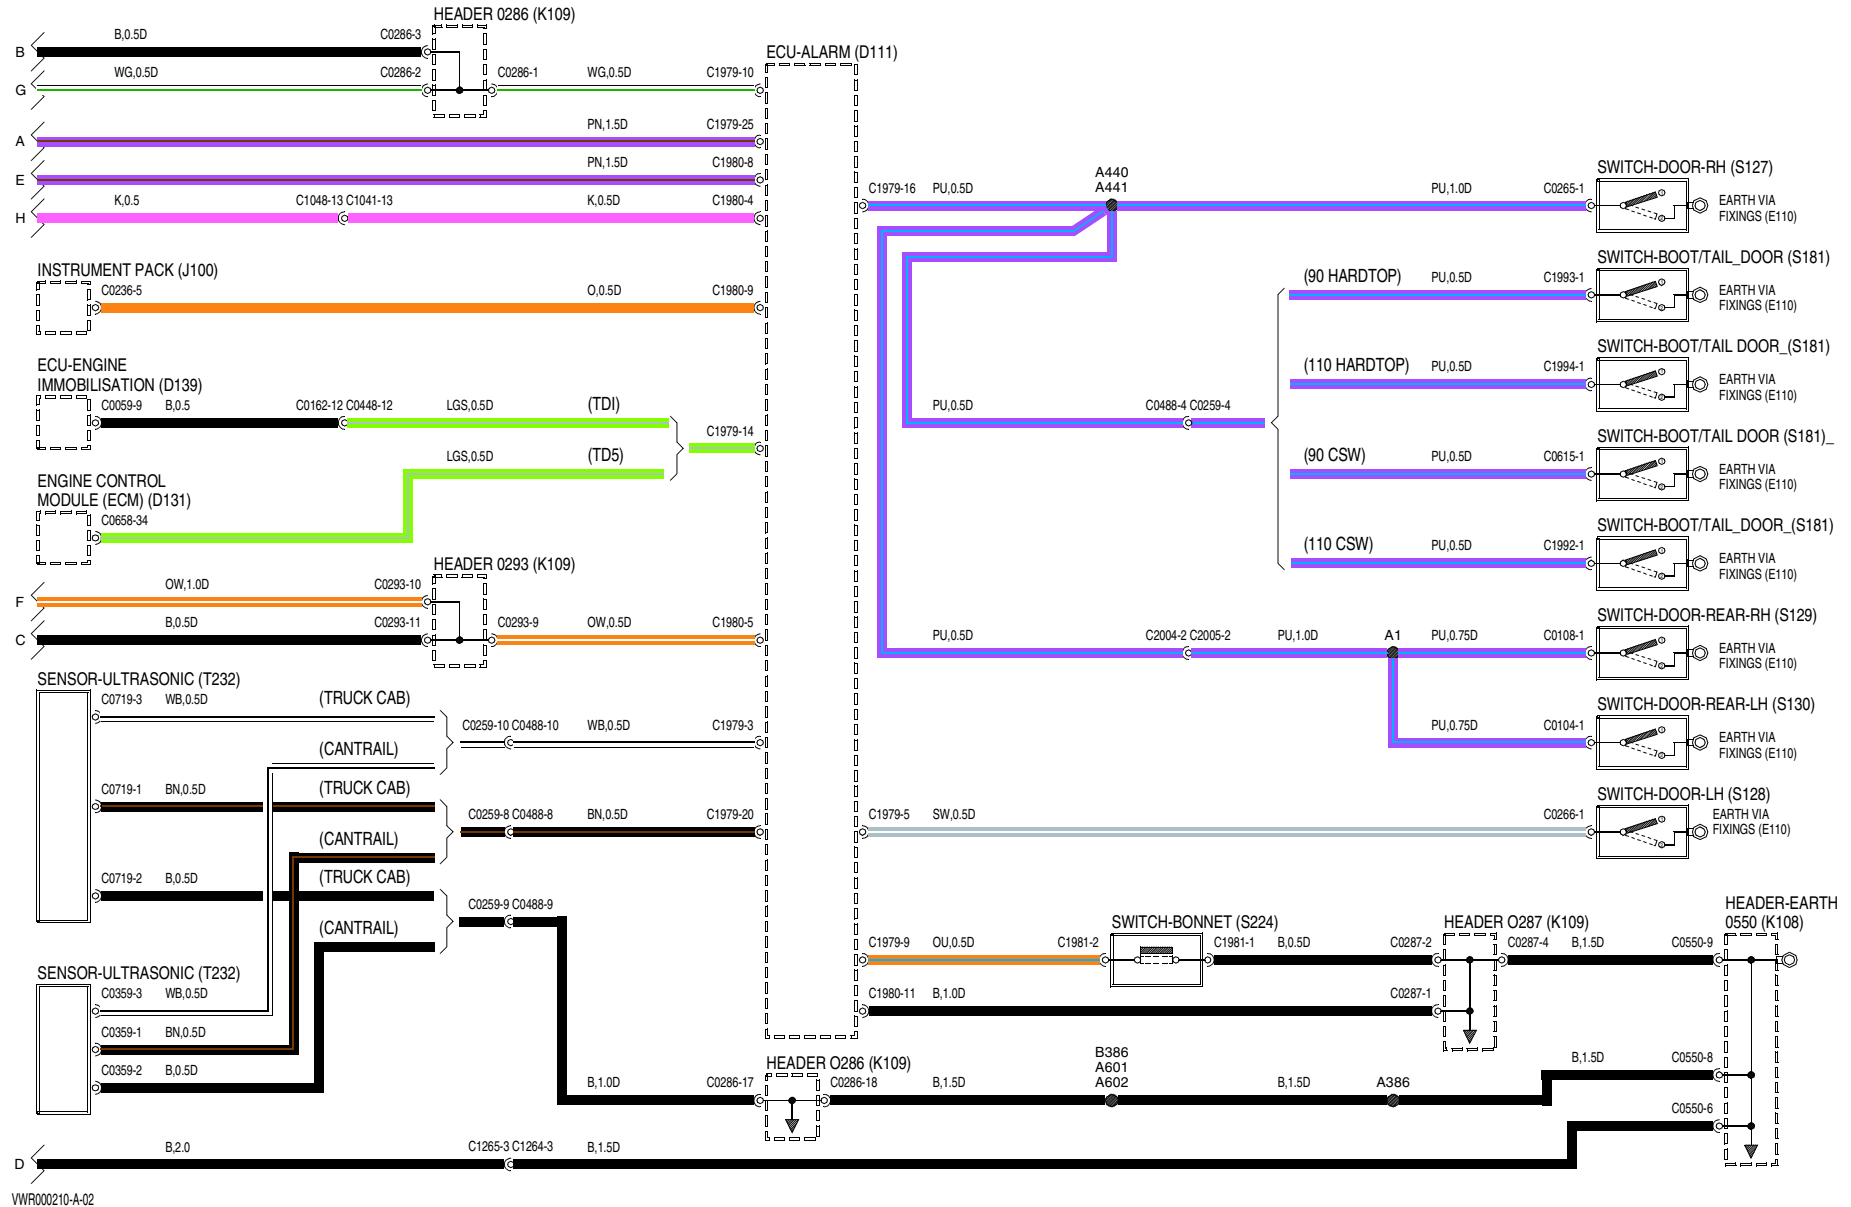 HEADER 0286 (K109)
B
B,0.5D
C0286-3
G
WG,0.5D
C0286-2
C0286-1
WG,0.5D
C1979-10
ECU-ALARM (D111)
A
PN,1.5D
C1979-25
E
PN,1.5D
C1980-8
H
K,0.5
C1048-13 C1041-13
K,0.5D
C1980-4
INSTRUMENT PACK (J100)
C0236-5
O,0.5D
C1980-9
ECU-ENGINE
IMMOBILISATION (D139)
C0059-9
B,0.5
C0162-12 C0448-12
LGS,0.5D
(TDI)
C1979-14
LGS,0.5D
(TD5)
ENGINE CONTROL
MODULE (ECM) (D131)
C0658-34
HEADER 0293 (K109)
F
OW,1.0D
C0293-10
C
B,0.5D
C0293-11
C0293-9
OW,0.5D
C1980-5
SENSOR-ULTRASONIC (T232)
C0719-3
WB,0.5D
(TRUCK CAB)
C0259-10 C0488-10
WB,0.5D
C1979-3
(CANTRAIL)
C0719-1
BN,0.5D
(TRUCK CAB)
C0259-8 C0488-8
BN,0.5D
C1979-20
(CANTRAIL)
C0719-2
B,0.5D
(TRUCK CAB)
C0259-9 C0488-9
(CANTRAIL)
SENSOR-ULTRASONIC (T232)
C0359-3
WB,0.5D
C0359-1
BN,0.5D
C0359-2
B,0.5D
B,1.0D
C0286-17
HEADER O286 (K109)
C0286-18
B,1.5D
B386
A601
A602
B,1.5D
A386
B,1.5D
C0550-8
C0550-6
D
B,2.0
C1265-3 C1264-3
B,1.5D
VWR000210-A-02
C1979-16
PU,0.5D
A440
A441
PU,1.0D
C0265-1
SWITCH-DOOR-RH (S127)
EARTH VIA
FIXINGS (E110)
SWITCH-BOOT/TAIL_DOOR (S181)
(90 HARDTOP)
PU,0.5D
C1993-1
EARTH VIA
FIXINGS (E110)
SWITCH-BOOT/TAIL DOOR_(S181)
(110 HARDTOP)
PU,0.5D
C1994-1
EARTH VIA
FIXINGS (E110)
PU,0.5D
C0488-4 C0259-4
SWITCH-BOOT/TAIL DOOR (S181)_
(90 CSW)
PU,0.5D
C0615-1
EARTH VIA
FIXINGS (E110)
SWITCH-BOOT/TAIL_DOOR_(S181)
(110 CSW)
PU,0.5D
C1992-1
EARTH VIA
FIXINGS (E110)
SWITCH-DOOR-REAR-RH (S129)
PU,0.5D
C2004-2 C2005-2
PU,1.0D
A1
PU,0.75D
C0108-1
EARTH VIA
FIXINGS (E110)
SWITCH-DOOR-REAR-LH (S130)
PU,0.75D
C0104-1
EARTH VIA
FIXINGS (E110)
SWITCH-DOOR-LH (S128)
C1979-5
SW,0.5D
C0266-1
EARTH VIA
FIXINGS (E110)
C1979-9
OU,0.5D
C1981-2
SWITCH-BONNET (S224)
C1981-1
B,0.5D
C0287-2
HEADER O287 (K109)
C0287-4
B,1.5D
C0550-9
HEADER-EARTH
0550 (K108)
C1980-11
B,1.0D
C0287-1